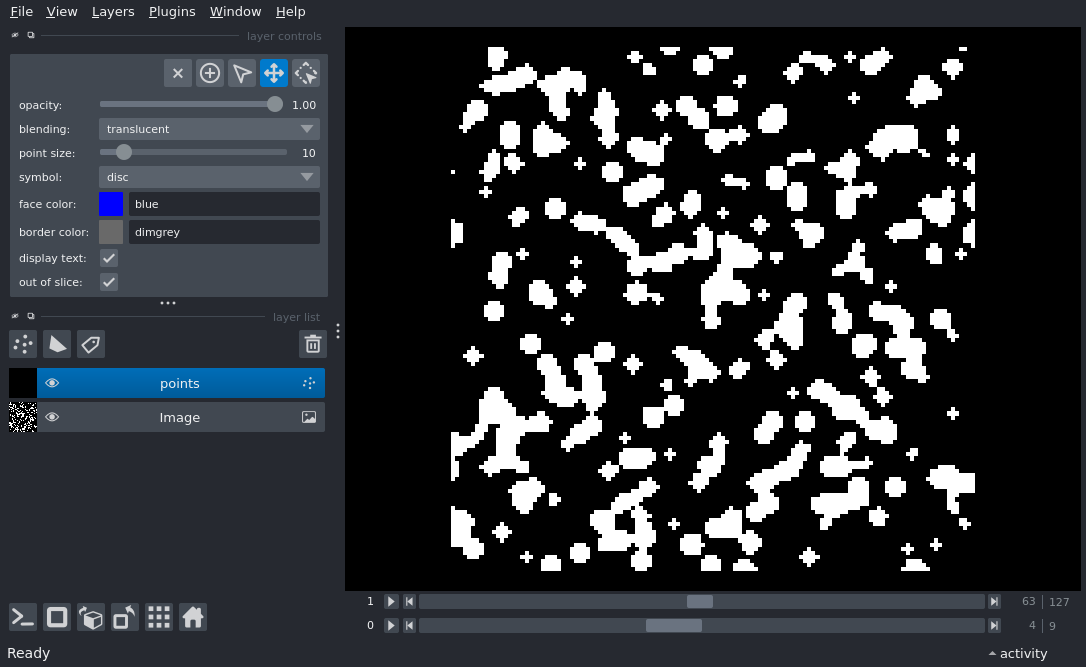 File View Layers Plugins Window Help
layer controls
opacity: 1.00
blending: translucent
point size: 10
symbol: disc
face color: blue
border color: dimgrey
display text:
out of slice:
layer list
points
Image
1 63 127
0 4 9
Ready activity